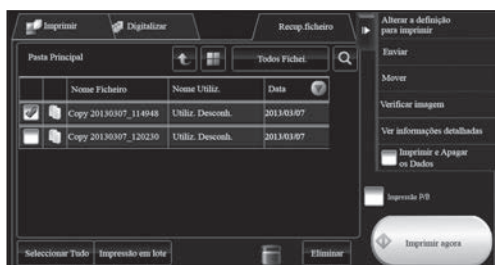 Imprimir
Digitalizar
Recup.ficheiro
Pasta Principal
Todos Fichei.
Nome Ficheiro
Nome Utiliz.
Data
Copy 20130307_114948
Utiliz. Desconh.
2013/03/07
Copy 20130307_120230
Utiliz. Desconh.
2013/03/07
Seleccionar Tudo
Impressão em lote
Eliminar
Alterar a definição
para imprimir
Enviar
Mover
Verificar imagem
Ver informações detalhadas
Imprimir e Apagar
os Dados
Impressão P/B
Imprimir agora